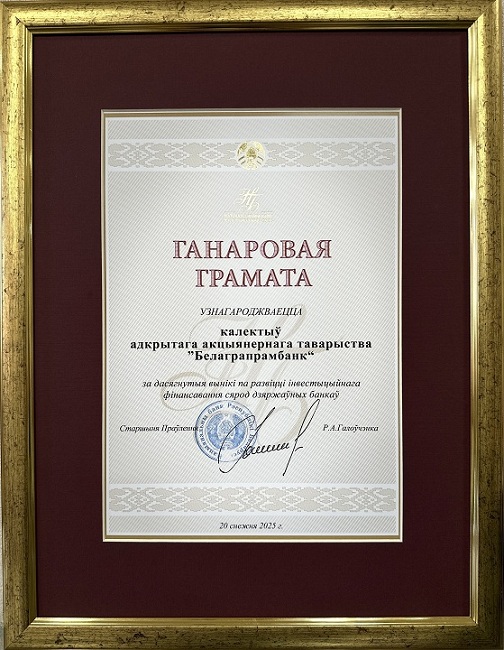 ГАНАРОВАЯ
ГРАМАТА
УЗНАГАРОДЖВАЕЦЦА
калектыў
адкрытага акцыянернага таварыства
”Белаграпрамбанк“
за дасягнутыя вынікі па развіцці інвестыцыйнага
фінансавання сярод дзяржаўных банкаў
Старшыня Праўлення
Р.А.Галоўчэнка
20 снежня 2025 г.